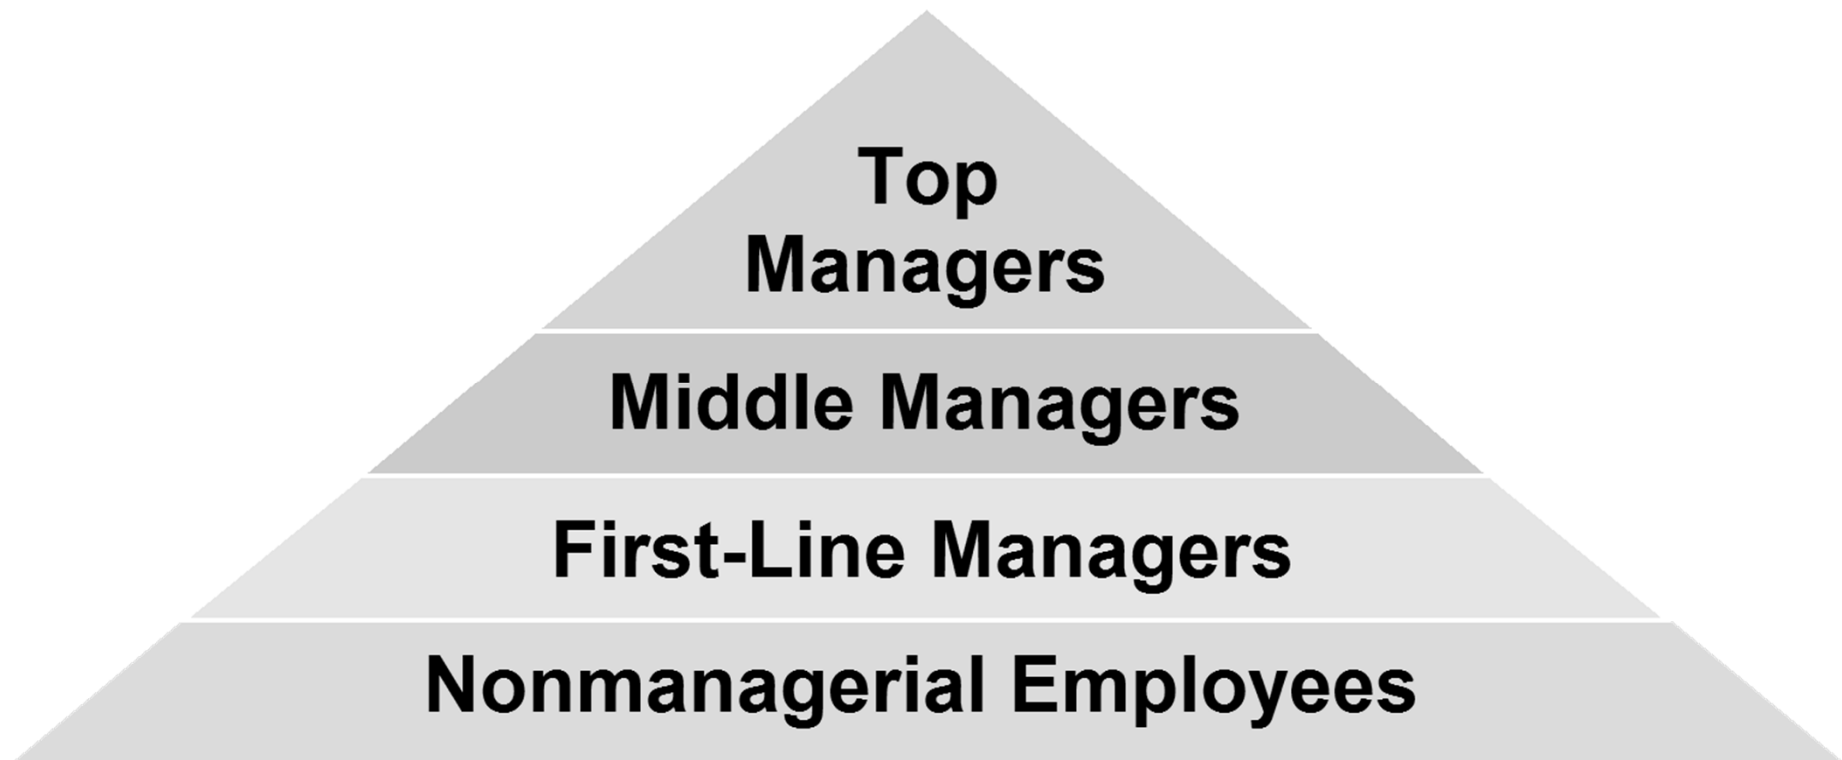 Top
Managers
Middle Managers
First-Line Managers
Nonmanagerial Employees